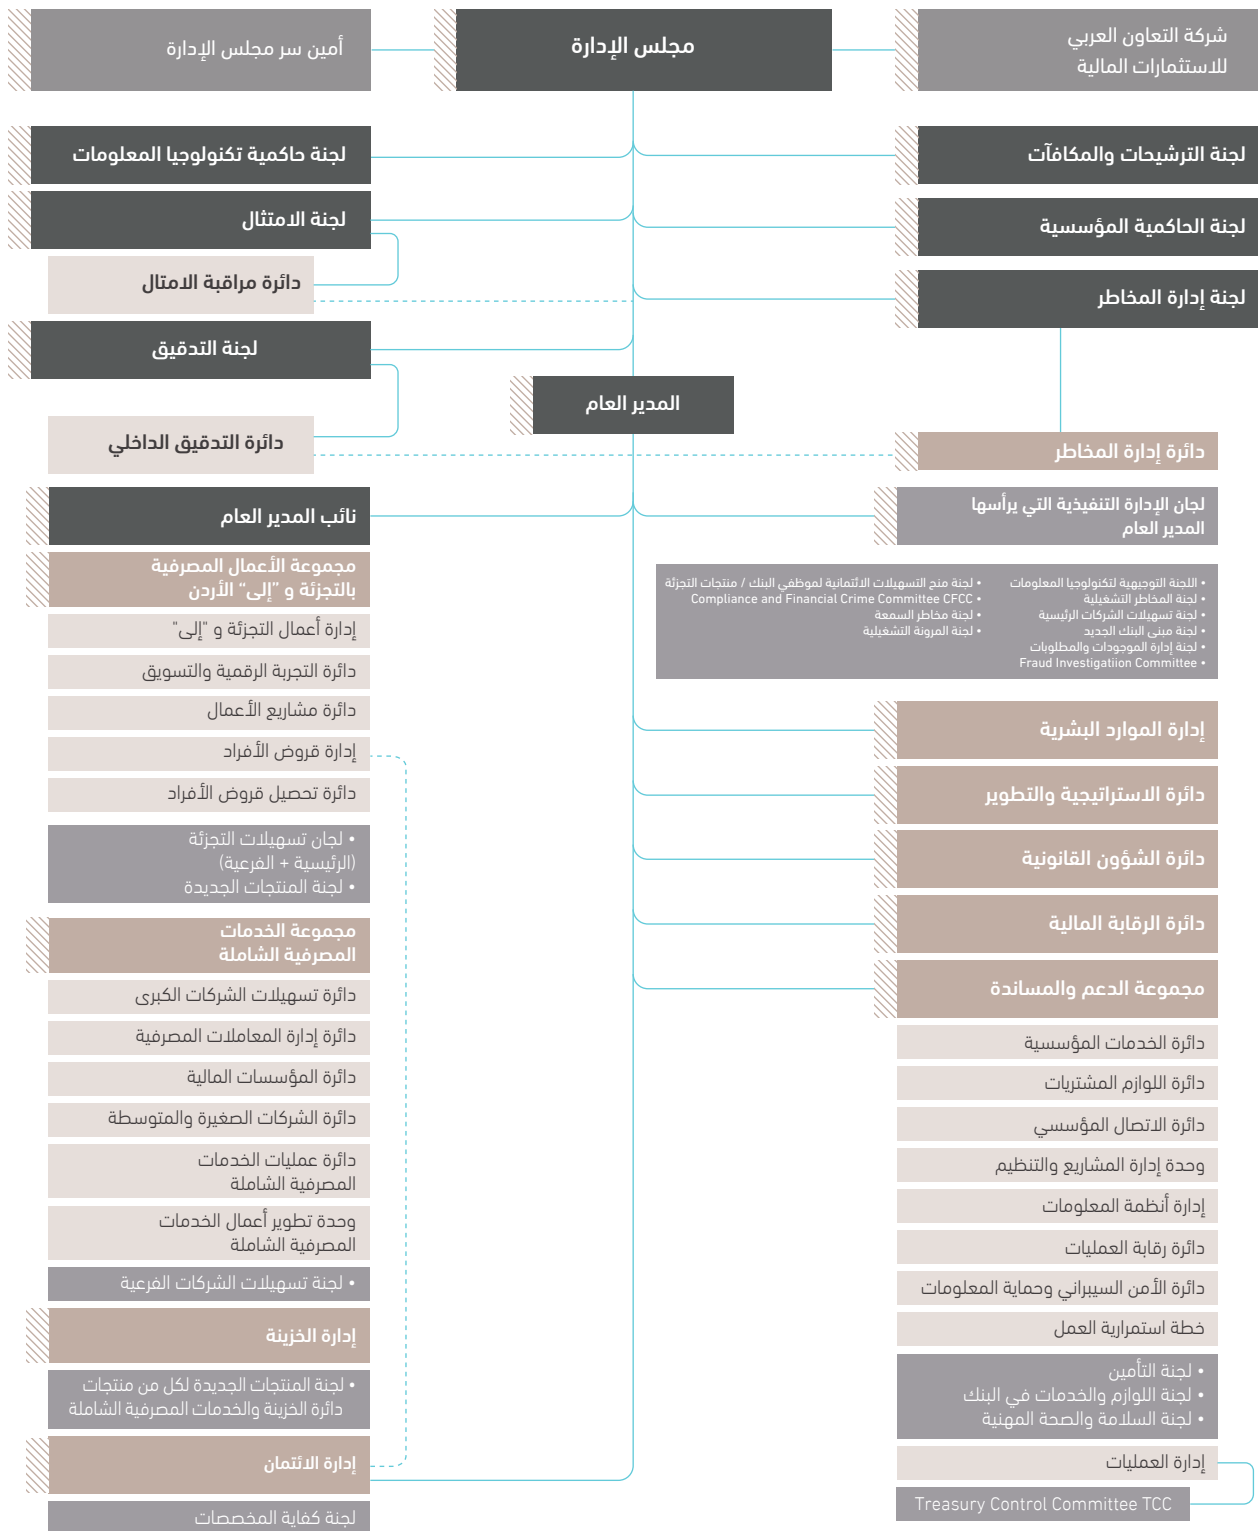 شركة التعاون العربي
للاستثمارات المالية
مجلس الإدارة
أمين سر مجلس الإدارة
لجنة الترشيحات والمكافآت
لجنة حاكمية تكنولوجيا المعلومات
لجنة الحاكمية المؤسسية
لجنة الامتثال
لجنة إدارة المخاطر
دائرة مراقبة الامتال
لجنة التدقيق
المدير العام
دائرة إدارة المخاطر
دائرة التدقيق الداخلي
لجان الإدارة التنفيذية التي يرأسها
المدير العام
• اللجنة التوجيهية لتكنولوجيا المعلومات
• لجنة المخاطر التشغيلية
• لجنة تسهيلات الشركات الرئيسية
• لجنة مبنى البنك الجديد
• لجنة إدارة الموجودات والمطلوبات
• Fraud Investigatiion Committee
• لجنة منح التسهيلات الائتمانية لموظفي البنك / منتجات التجزئة
• Compliance and Financial Crime Committee CFCC
• لجنة مخاطر السمعة
• لجنة المرونة التشغيلية
إدارة الموارد البشرية
دائرة الاستراتيجية والتطوير
دائرة الشؤون القانونية
دائرة الرقابة المالية
مجموعة الدعم والمساندة
دائرة الخدمات المؤسسية
دائرة اللوازم المشتريات
دائرة الاتصال المؤسسي
وحدة إدارة المشاريع والتنظيم
إدارة أنظمة المعلومات
دائرة رقابة العمليات
دائرة الأمن السيبراني وحماية المعلومات
خطة استمرارية العمل
• لجنة التأمين
• لجنة اللوازم والخدمات في البنك
• لجنة السلامة والصحة المهنية
إدارة العمليات
Treasury Control Committee TCC
نائب المدير العام
مجموعة الأعمال المصرفية
بالتجزئة و "إلى" الأردن
إدارة أعمال التجزئة و "إلى"
دائرة التجربة الرقمية والتسويق
دائرة مشاريع الأعمال
إدارة قروض الأفراد
دائرة تحصيل قروض الأفراد
• لجان تسهيلات التجزئة
(الرئيسية + الفرعية)
• لجنة المنتجات الجديدة
مجموعة الخدمات
المصرفية الشاملة
دائرة تسهيلات الشركات الكبرى
دائرة إدارة المعاملات المصرفية
دائرة المؤسسات المالية
دائرة الشركات الصغيرة والمتوسطة
دائرة عمليات الخدمات
المصرفية الشاملة
وحدة تطوير أعمال الخدمات
المصرفية الشاملة
• لجنة تسهيلات الشركات الفرعية
إدارة الخزينة
• لجنة المنتجات الجديدة لكل من منتجات
دائرة الخزينة والخدمات المصرفية الشاملة
إدارة الائتمان
لجنة كفاية المخصصات